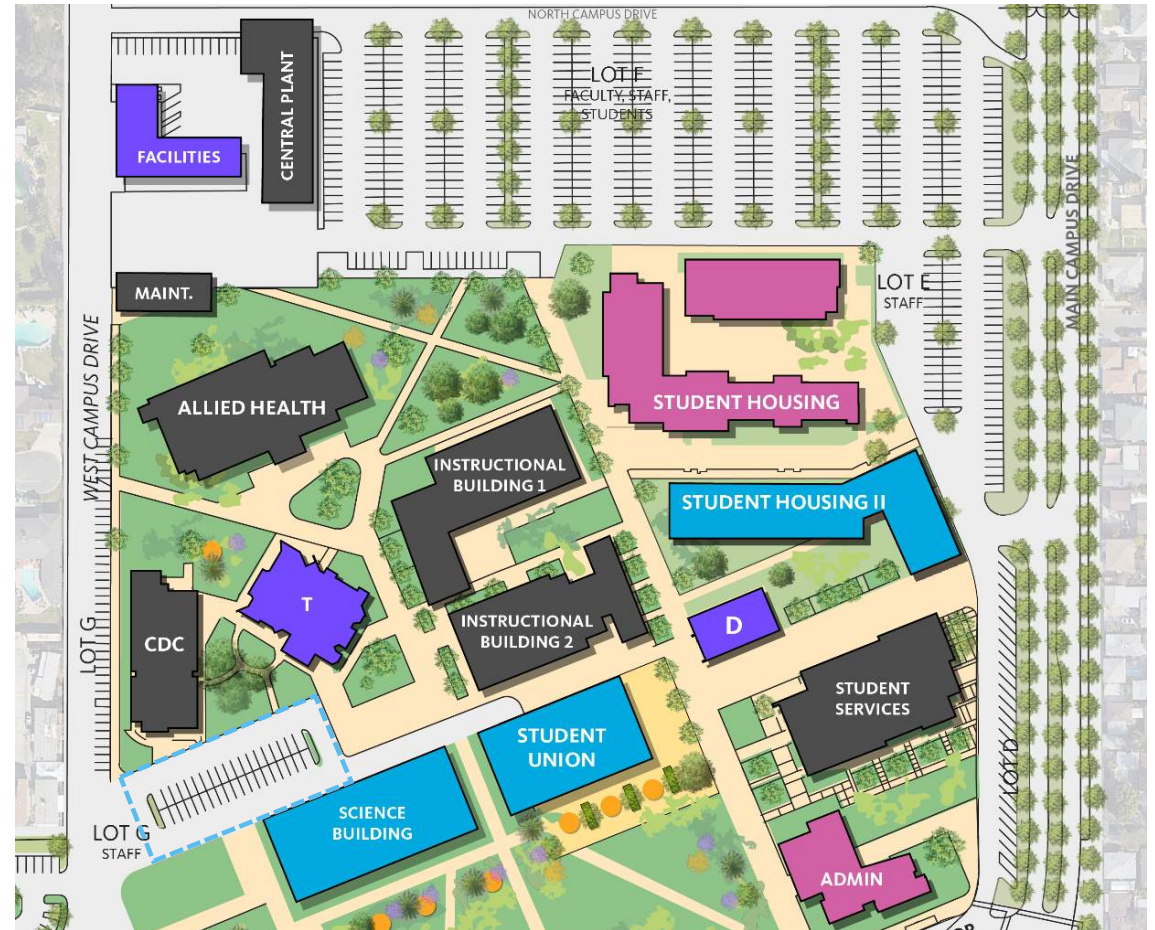 NORTH CAMPUS DRIVE
CENTRAL PLANT
LOT F
FACULTY, STAFF,
STUDENTS
FACILITIES
MAIN CAMPUS DRIVE
MAINT.
LOT E
STAFF
WEST CAMPUS DRIVE
ALLIED HEALTH
STUDENT HOUSING
INSTRUCTIONAL
BUILDING 1
STUDENT HOUSING II
T
INSTRUCTIONAL
BUILDING 2
D
CDC
LOT G
STUDENT
SERVICES
STUDENT
UNION
LOT D
SCIENCE
BUILDING
LOT G
STAFF
ADMIN